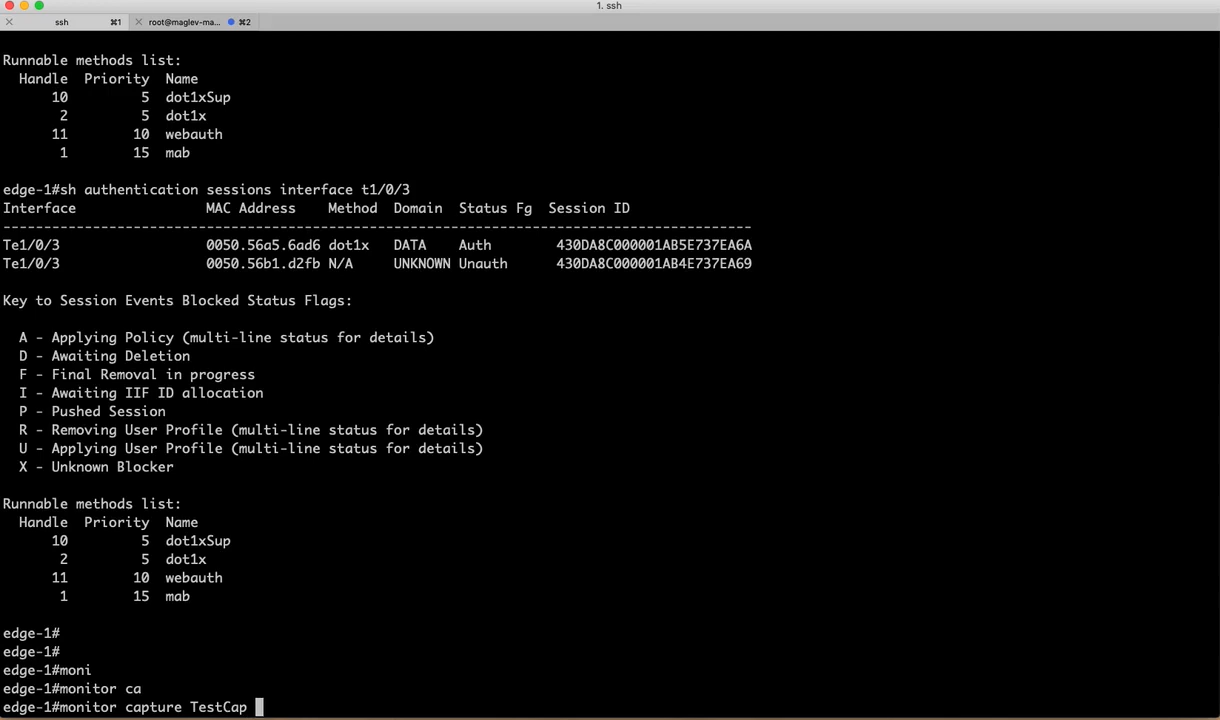 1. ssh
ssh ⌘1 root@maglev-ma... ⌘2
Runnable methods list:
Handle Priority Name
10 5 dot1xSup
2 5 dot1x
11 10 webauth
1 15 mab
edge-1#sh authentication sessions interface t1/0/3
Interface MAC Address Method Domain Status Fg Session ID
--------------------------------------------------------------------------------------------
Te1/0/3 0050.56a5.6ad6 dot1x DATA Auth 430DA8C000001AB5E737EA6A
Te1/0/3 0050.56b1.d2fb N/A UNKNOWN Unauth 430DA8C000001AB4E737EA69
Key to Session Events Blocked Status Flags:
A - Applying Policy (multi-line status for details)
D - Awaiting Deletion
F - Final Removal in progress
I - Awaiting IIF ID allocation
P - Pushed Session
R - Removing User Profile (multi-line status for details)
U - Applying User Profile (multi-line status for details)
X - Unknown Blocker
Runnable methods list:
Handle Priority Name
10 5 dot1xSup
2 5 dot1x
11 10 webauth
1 15 mab
edge-1#
edge-1#
edge-1#moni
edge-1#monitor ca
edge-1#monitor capture TestCap